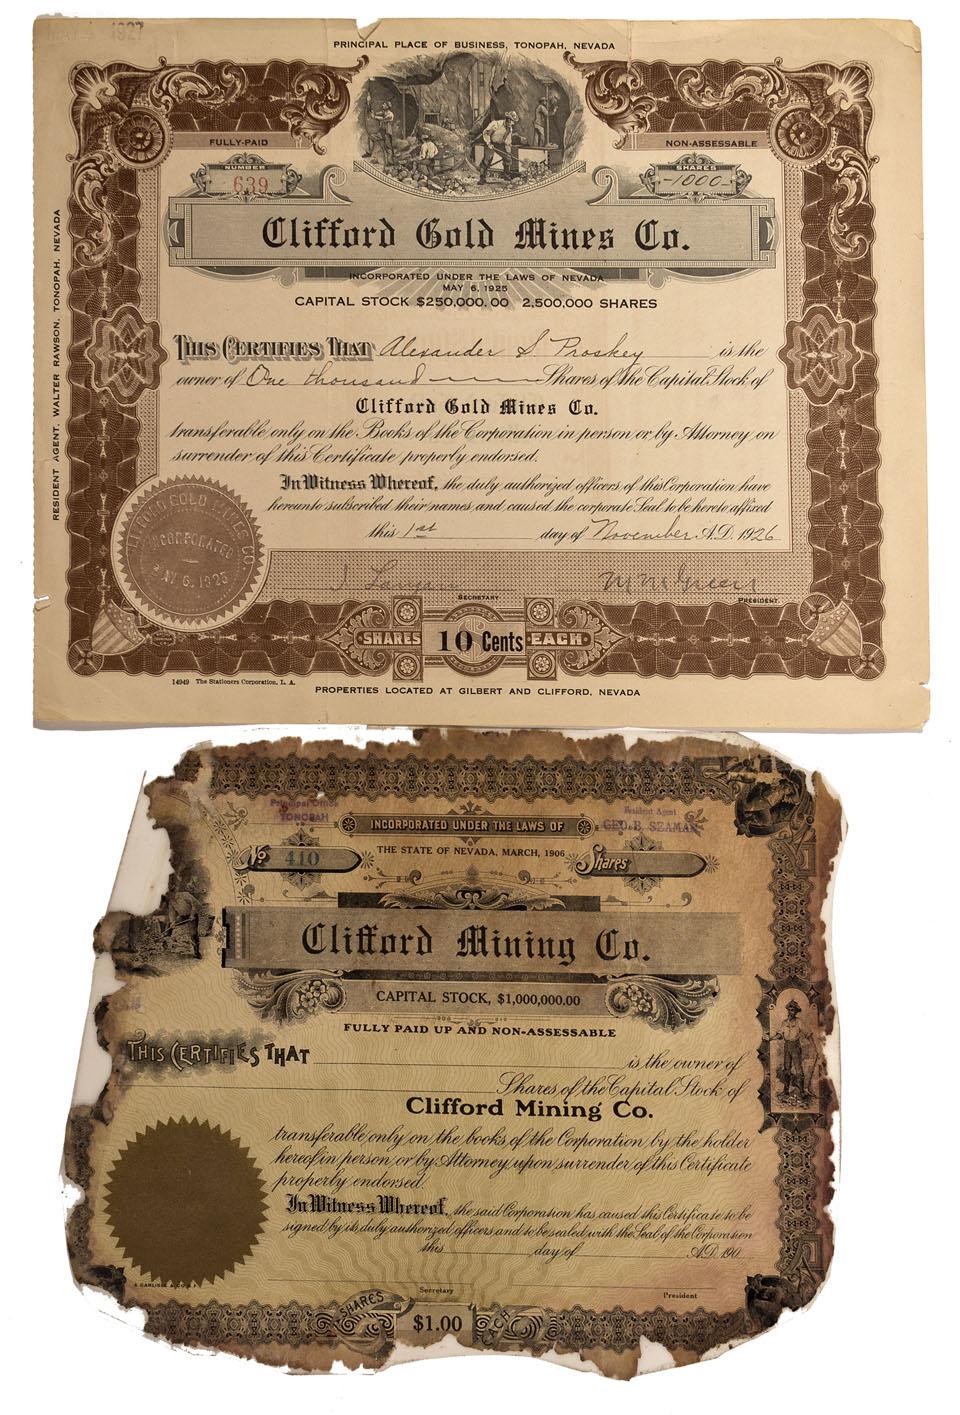 MAY 4 1927
PRINCIPAL PLACE OF BUSINESS, TONOPAH, NEVADA
RESIDENT AGENT, WALTER RAWSON, TONOPAH, NEVADA
FULLY-PAID
NON-ASSESSABLE
NUMBER
639
SHARES
-1000-
Clifford Gold Mines Co.
INCORPORATED UNDER THE LAWS OF NEVADA
MAY 6, 1925
CAPITAL STOCK $250,000.00 2,500,000 SHARES
THIS CERTIFIES THAT Alexander S. Proskey is the
owner of One thousand Shares of the Capital Stock of
Clifford Gold Mines Co.
transferable only on the Books of the Corporation in person or by Attorney on
surrender of this Certificate properly endorsed.
In Witness Whereof, the duly authorized officers of this Corporation have
hereunto subscribed their names and caused the corporate Seal to be hereto affixed
this 1st day of November A.D. 1926
CLIFFORD GOLD MINES CO.
INCORPORATED
MAY 6, 1925
SECRETARY
M M Green
PRESIDENT
SHARES 10 Cents EACH
14949 The Stationers Corporation, L. A.
PROPERTIES LOCATED AT GILBERT AND CLIFFORD, NEVADA
Principal Office
TONOPAH
Resident Agent
GEO. B. SEAMAN
INCORPORATED UNDER THE LAWS OF
THE STATE OF NEVADA, MARCH, 1906
No 410
Shares
Clifford Mining Co.
CAPITAL STOCK, $1,000,000.00
FULLY PAID UP AND NON-ASSESSABLE
THIS CERTIFIES THAT is the owner of
Shares of the Capital Stock of
Clifford Mining Co.
transferable only on the books of the Corporation by the holder
hereof in person or by Attorney upon surrender of this Certificate
properly endorsed.
In Witness Whereof, the said Corporation has caused this Certificate to be
signed by its duly authorized officers and to be sealed with the Seal of the Corporation
this day of A.D. 190
Secretary
President
SHARES $1.00 EACH